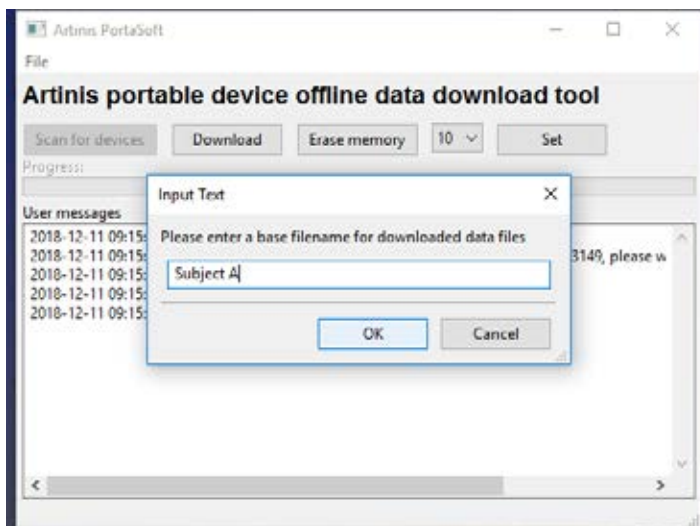 Artinis PortaSoft
File
Artinis portable device offline data download tool
Scan for devices Download Erase memory 10 Set
Progress:
Input Text
User messages
2018-12-11 09:15:
Please enter a base filename for downloaded data files
2018-12-11 09:15: 3149, please w
2018-12-11 09:15:
Subject A
2018-12-11 09:15:
2018-12-11 09:15:
OK Cancel